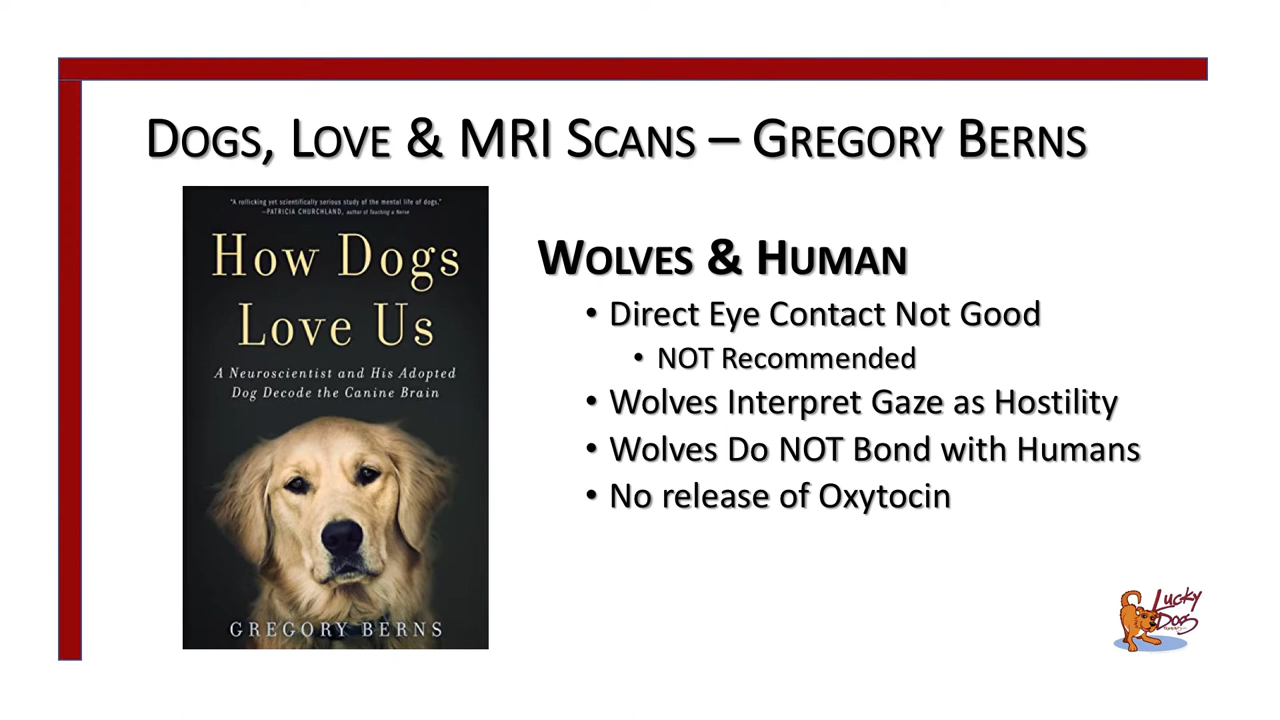 Dogs, Love & MRI Scans – Gregory Berns
"A rollicking yet scientifically serious study of the mental life of dogs."
—PATRICIA CHURCHLAND, author of Touching a Nerve
How Dogs
Love Us
A Neuroscientist and His Adopted
Dog Decode the Canine Brain
GREGORY BERNS
Wolves & Human
• Direct Eye Contact Not Good
• NOT Recommended
• Wolves Interpret Gaze as Hostility
• Wolves Do NOT Bond with Humans
• No release of Oxytocin
Lucky
Dog